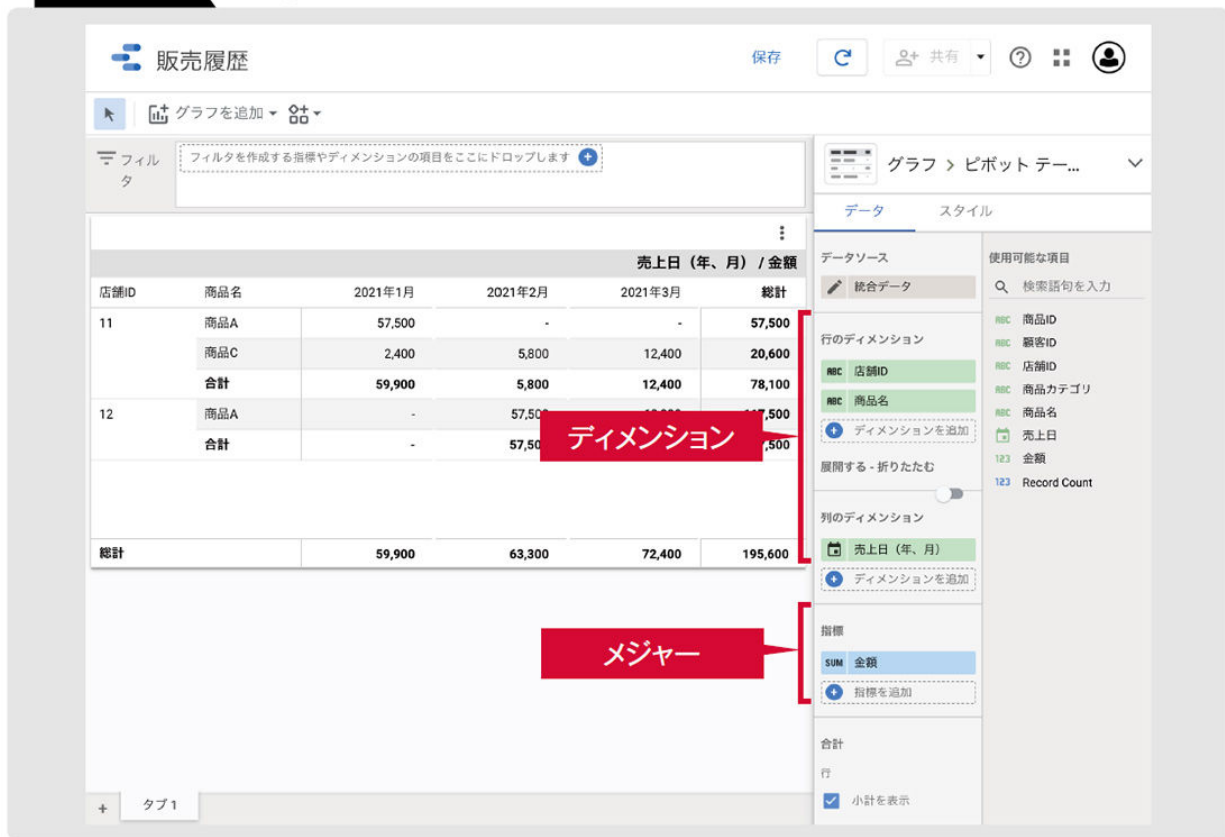 販売履歴
保存
共有
グラフを追加
フィルタ
フィルタを作成する指標やディメンションの項目をここにドロップします
売上日（年、月） / 金額
店舗ID 商品名 2021年1月 2021年2月 2021年3月 総計
11 商品A 57,500 - - 57,500
商品C 2,400 5,800 12,400 20,600
合計 59,900 5,800 12,400 78,100
12 商品A - 57,500
合計 -
総計 59,900 63,300 72,400 195,600
ディメンション
メジャー
+ タブ 1
グラフ > ピボット テー...
データ スタイル
データソース
統合データ
行のディメンション
ABC 店舗ID
ABC 商品名
ディメンションを追加
展開する - 折りたたむ
列のディメンション
売上日（年、月）
ディメンションを追加
指標
SUM 金額
指標を追加
合計
行
小計を表示
使用可能な項目
検索語句を入力
ABC 商品ID
ABC 顧客ID
ABC 店舗ID
ABC 商品カテゴリ
ABC 商品名
売上日
123 金額
123 Record Count